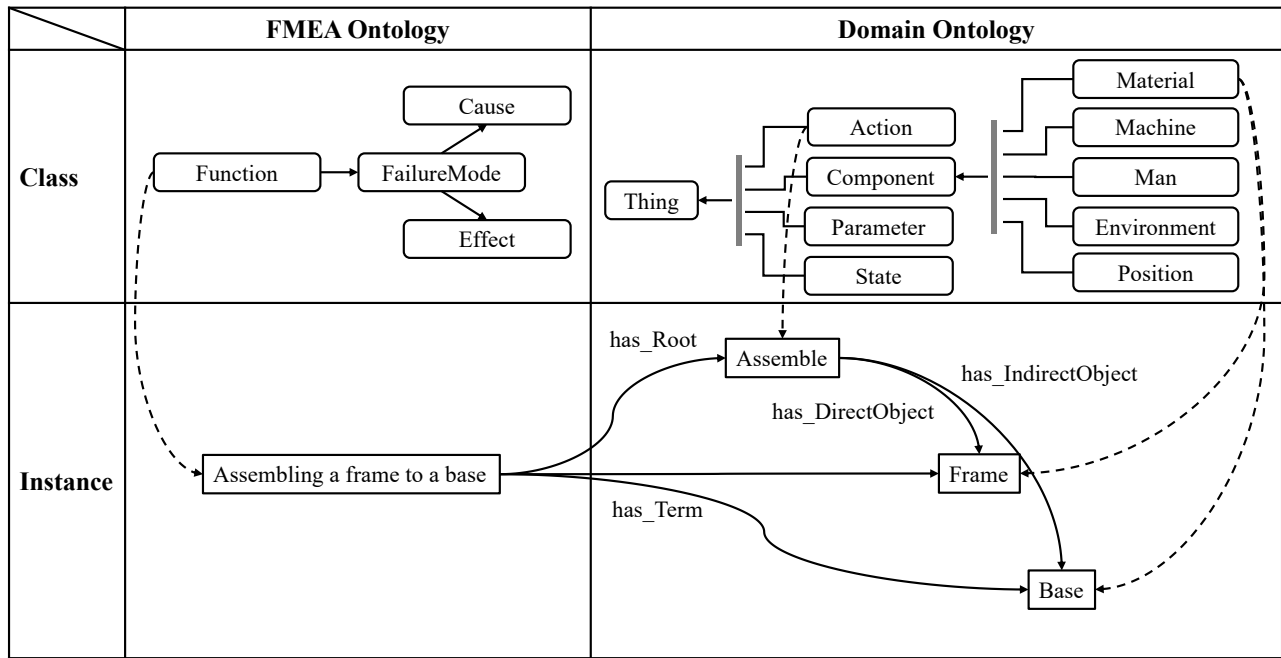 FMEA Ontology
Domain Ontology
Class
Cause
Function
FailureMode
Effect
Thing
Action
Component
Parameter
State
Material
Machine
Man
Environment
Position
Instance
has_Root
Assemble
has_IndirectObject
has_DirectObject
Assembling a frame to a base
Frame
has_Term
Base